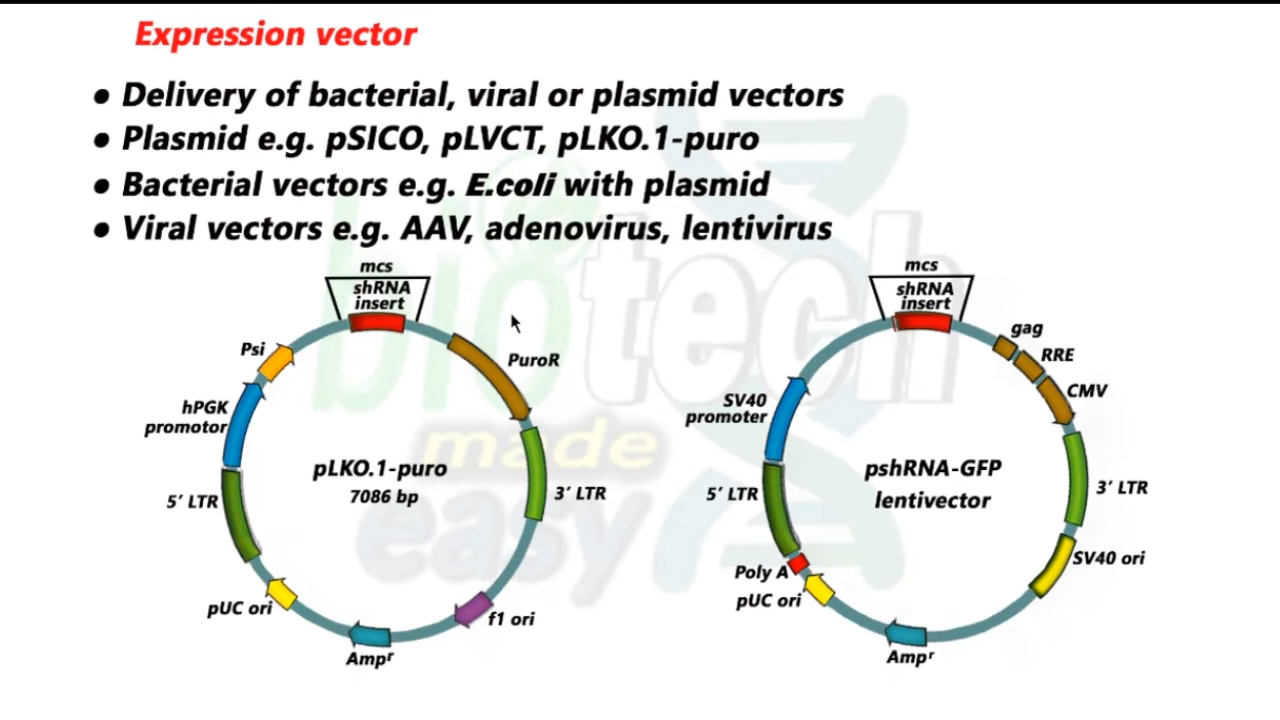 Expression vector
● Delivery of bacterial, viral or plasmid vectors
● Plasmid e.g. pSICO, pLVCT, pLKO.1-puro
● Bacterial vectors e.g. E.coli with plasmid
● Viral vectors e.g. AAV, adenovirus, lentivirus
biotech
made
easy
mcs
shRNA
insert
Psi
PuroR
hPGK
promotor
pLKO.1-puro
7086 bp
5′ LTR
3′ LTR
pUC ori
f1 ori
Ampʳ
mcs
shRNA
insert
gag
RRE
CMV
SV40
promoter
pshRNA-GFP
lentivector
5′ LTR
3′ LTR
SV40 ori
Poly A
pUC ori
Ampʳ